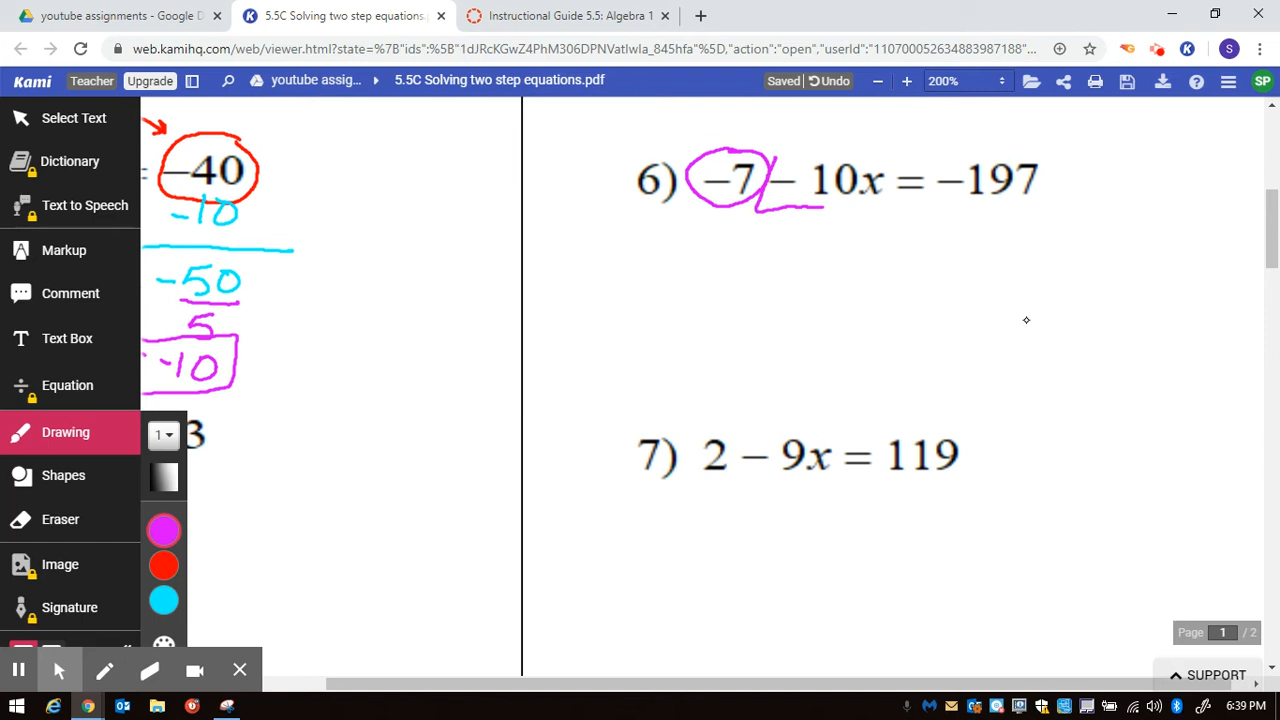 youtube assignments - Google D
5.5C Solving two step equations.
Instructional Guide 5.5: Algebra 1
web.kamihq.com/web/viewer.html?state=%7B"ids":%5B"1dJRcKGwZ4PhM306DPNVatIwIa_845hfa"%5D,"action":"open","userId":"110700052634883987188"...
Kami Teacher Upgrade youtube assig... 5.5C Solving two step equations.pdf Saved Undo 200% SP
Select Text
Dictionary
Text to Speech
Markup
Comment
Text Box
Equation
Drawing
Shapes
Eraser
Image
Signature
1
= -40
-10
-50
5
-10
3
6) -7 - 10x = -197
7) 2 - 9x = 119
Page 1 / 2
SUPPORT
6:39 PM